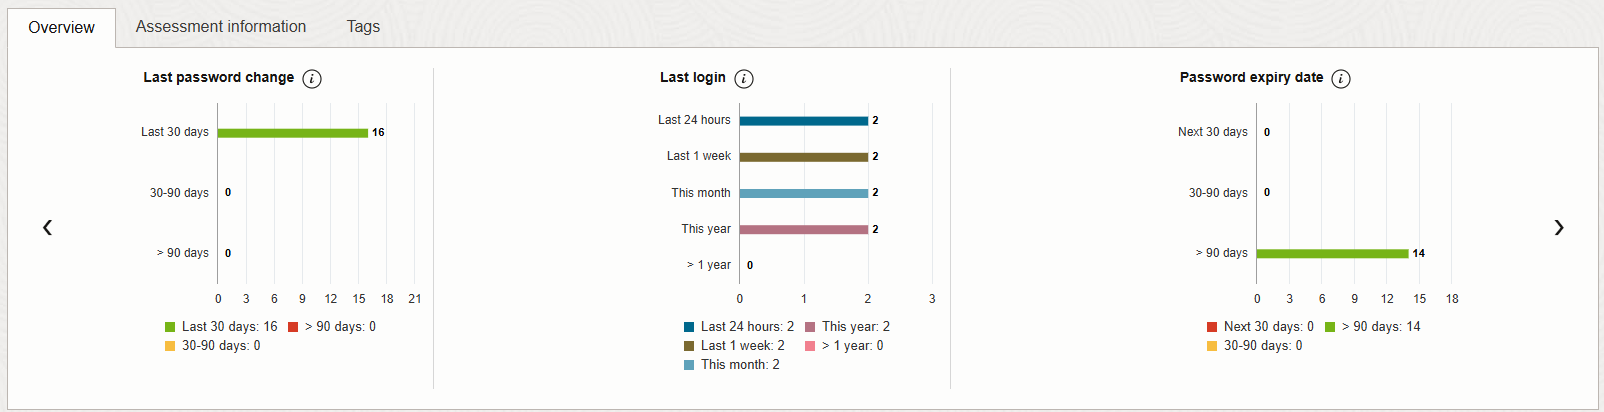 Overview
Assessment information
Tags
Last password change i
Last 30 days 16
30-90 days 0
> 90 days 0
0 3 6 9 12 15 18 21
Last 30 days: 16 > 90 days: 0
30-90 days: 0
Last login i
Last 24 hours 2
Last 1 week 2
This month 2
This year 2
> 1 year 0
0 1 2 3
Last 24 hours: 2 This year: 2
Last 1 week: 2 > 1 year: 0
This month: 2
Password expiry date i
Next 30 days 0
30-90 days 0
> 90 days 14
0 3 6 9 12 15 18
Next 30 days: 0 > 90 days: 14
30-90 days: 0